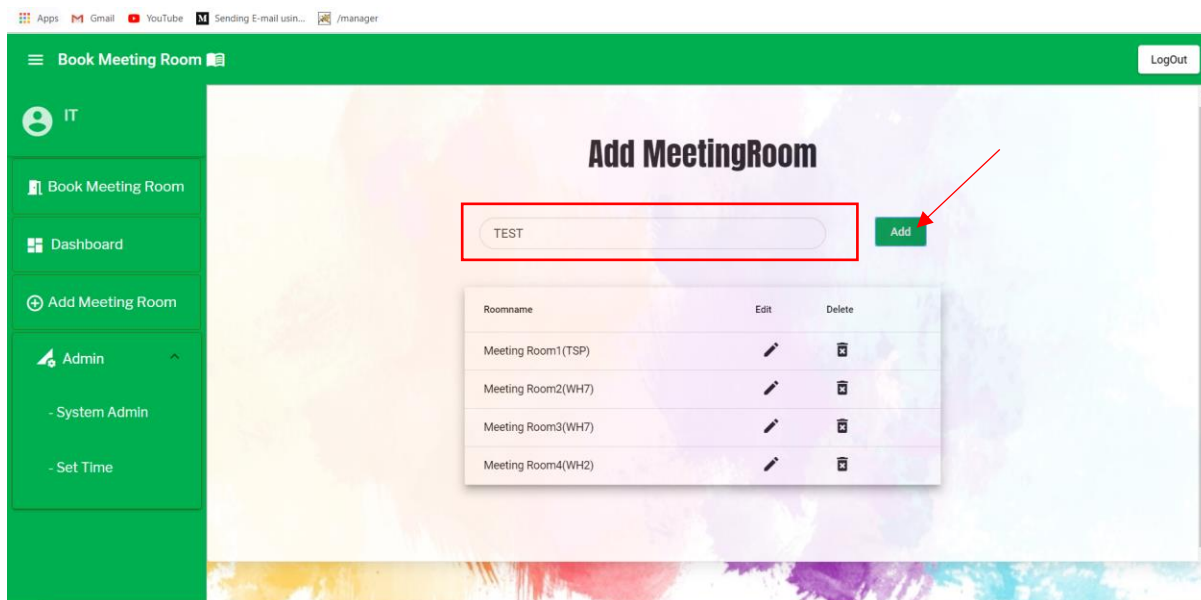 Apps Gmail YouTube M Sending E-mail usin... /manager
Book Meeting Room LogOut
IT
Book Meeting Room
Dashboard
Add Meeting Room
Admin
- System Admin
- Set Time
Add MeetingRoom
TEST Add
Roomname Edit Delete
Meeting Room1(TSP)
Meeting Room2(WH7)
Meeting Room3(WH7)
Meeting Room4(WH2)